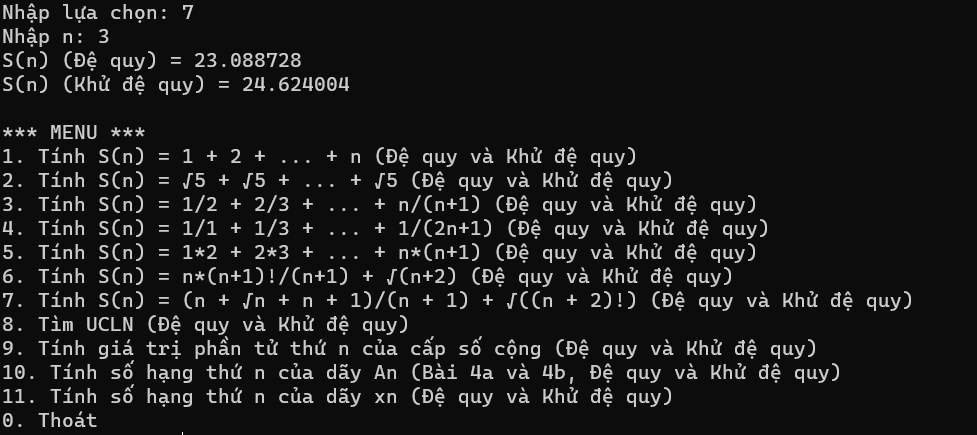 Nhập lựa chọn: 7
Nhập n: 3
S(n) (Đệ quy) = 23.088728
S(n) (Khử đệ quy) = 24.624004
*** MENU ***
1. Tính S(n) = 1 + 2 + ... + n (Đệ quy và Khử đệ quy)
2. Tính S(n) = √5 + √5 + ... + √5 (Đệ quy và Khử đệ quy)
3. Tính S(n) = 1/2 + 2/3 + ... + n/(n+1) (Đệ quy và Khử đệ quy)
4. Tính S(n) = 1/1 + 1/3 + ... + 1/(2n+1) (Đệ quy và Khử đệ quy)
5. Tính S(n) = 1*2 + 2*3 + ... + n*(n+1) (Đệ quy và Khử đệ quy)
6. Tính S(n) = n*(n+1)!/(n+1) + √(n+2) (Đệ quy và Khử đệ quy)
7. Tính S(n) = (n + √n + n + 1)/(n + 1) + √((n + 2)!) (Đệ quy và Khử đệ quy)
8. Tìm UCLN (Đệ quy và Khử đệ quy)
9. Tính giá trị phần tử thứ n của cấp số cộng (Đệ quy và Khử đệ quy)
10. Tính số hạng thứ n của dãy An (Bài 4a và 4b, Đệ quy và Khử đệ quy)
11. Tính số hạng thứ n của dãy xn (Đệ quy và Khử đệ quy)
0. Thoát